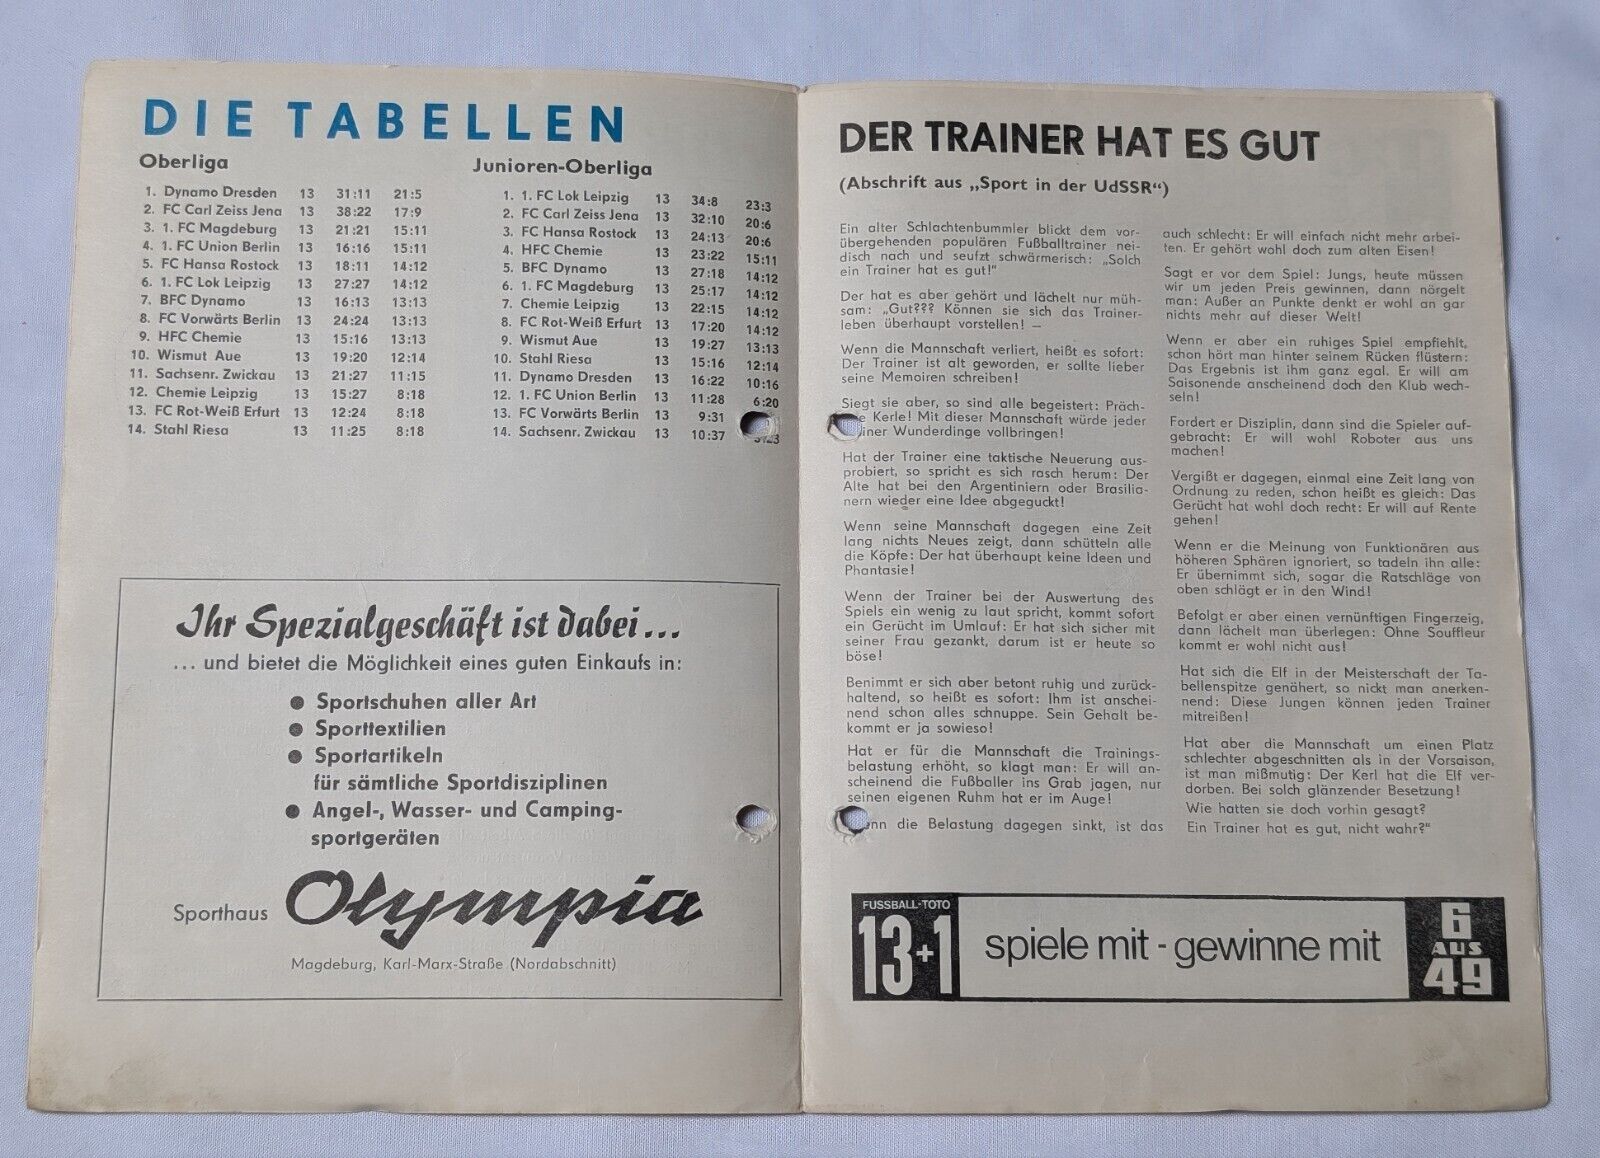 DIE TABELLEN
Oberliga
1. Dynamo Dresden 13 31:11 21:5
2. FC Carl Zeiss Jena 13 38:22 17:9
3. 1. FC Magdeburg 13 21:21 15:11
4. 1. FC Union Berlin 13 16:16 15:11
5. FC Hansa Rostock 13 18:11 14:12
6. 1. FC Lok Leipzig 13 27:27 14:12
7. BFC Dynamo 13 16:13 13:13
8. FC Vorwärts Berlin 13 24:24 13:13
9. HFC Chemie 13 15:16 13:13
10. Wismut Aue 13 19:20 12:14
11. Sachsenr. Zwickau 13 21:27 11:15
12. Chemie Leipzig 13 15:27 8:18
13. FC Rot-Weiß Erfurt 13 12:24 8:18
14. Stahl Riesa 13 11:25 8:18
Junioren-Oberliga
1. 1. FC Lok Leipzig 13 34:8 23:3
2. FC Carl Zeiss Jena 13 32:10 20:6
3. FC Hansa Rostock 13 24:13 20:6
4. HFC Chemie 13 23:22 15:11
5. BFC Dynamo 13 27:18 14:12
6. 1. FC Magdeburg 13 25:17 14:12
7. Chemie Leipzig 13 22:15 14:12
8. FC Rot-Weiß Erfurt 13 17:20 14:12
9. Wismut Aue 13 19:27 13:13
10. Stahl Riesa 13 15:16 12:14
11. Dynamo Dresden 13 16:22 10:16
12. 1. FC Union Berlin 13 11:28 6:20
13. FC Vorwärts Berlin 13 9:31
14. Sachsenr. Zwickau 13 10:37
Ihr Spezialgeschäft ist dabei...
... und bietet die Möglichkeit eines guten Einkaufs in:
● Sportschuhen aller Art
● Sporttextilien
● Sportartikeln
für sämtliche Sportdisziplinen
● Angel-, Wasser- und Camping-
sportgeräten
Sporthaus Olympia
Magdeburg, Karl-Marx-Straße (Nordabschnitt)
DER TRAINER HAT ES GUT
(Abschrift aus „Sport in der UdSSR“)
Ein alter Schlachtenbummler blickt dem vor-
übergehenden populären Fußballtrainer nei-
disch nach und seufzt schwärmerisch: „Solch
ein Trainer hat es gut!“
Der hat es aber gehört und lächelt nur müh-
sam: „Gut??? Können sie sich das Trainer-
leben überhaupt vorstellen! —
Wenn die Mannschaft verliert, heißt es sofort:
Der Trainer ist alt geworden, er sollte lieber
seine Memoiren schreiben!
Siegt sie aber, so sind alle begeistert: Präch-
Kerle! Mit dieser Mannschaft würde jeder
iner Wunderdinge vollbringen!
Hat der Trainer eine taktische Neuerung aus-
probiert, so spricht es sich rasch herum: Der
Alte hat bei den Argentiniern oder Brasilia-
nern wieder eine Idee abgeguckt!
Wenn seine Mannschaft dagegen eine Zeit
lang nichts Neues zeigt, dann schütteln alle
die Köpfe: Der hat überhaupt keine Ideen und
Phantasie!
Wenn der Trainer bei der Auswertung des
Spiels ein wenig zu laut spricht, kommt sofort
ein Gerücht im Umlauf: Er hat sich sicher mit
seiner Frau gezankt, darum ist er heute so
böse!
Benimmt er sich aber betont ruhig und zurück-
haltend, so heißt es sofort: Ihm ist anschei-
nend schon alles schnuppe. Sein Gehalt be-
kommt er ja sowieso!
Hat er für die Mannschaft die Trainings-
belastung erhöht, so klagt man: Er will an-
scheinend die Fußballer ins Grab jagen, nur
seinen eigenen Ruhm hat er im Auge!
nn die Belastung dagegen sinkt, ist das
auch schlecht: Er will einfach nicht mehr arbei-
ten. Er gehört wohl doch zum alten Eisen!
Sagt er vor dem Spiel: Jungs, heute müssen
wir um jeden Preis gewinnen, dann nörgelt
man: Außer an Punkte denkt er wohl an gar
nichts mehr auf dieser Welt!
Wenn er aber ein ruhiges Spiel empfiehlt,
schon hört man hinter seinem Rücken flüstern:
Das Ergebnis ist ihm ganz egal. Er will am
Saisonende anscheinend doch den Klub wech-
seln!
Fordert er Disziplin, dann sind die Spieler auf-
gebracht: Er will wohl Roboter aus uns
machen!
Vergißt er dagegen, einmal eine Zeit lang von
Ordnung zu reden, schon heißt es gleich: Das
Gerücht hat wohl doch recht: Er will auf Rente
gehen!
Wenn er die Meinung von Funktionären aus
höheren Sphären ignoriert, so tadeln ihn alle:
Er übernimmt sich, sogar die Ratschläge von
oben schlägt er in den Wind!
Befolgt er aber einen vernünftigen Fingerzeig,
dann lächelt man überlegen: Ohne Souffleur
kommt er wohl nicht aus!
Hat sich die Elf in der Meisterschaft der Ta-
bellenspitze genähert, so nickt man anerken-
nend: Diese Jungen können jeden Trainer
mitreißen!
Hat aber die Mannschaft um einen Platz
schlechter abgeschnitten als in der Vorsaison,
ist man mißmutig: Der Kerl hat die Elf ver-
dorben. Bei solch glänzender Besetzung!
Wie hatten sie doch vorhin gesagt?
Ein Trainer hat es gut, nicht wahr?“
FUSSBALL-TOTO
13+1 spiele mit - gewinne mit
6
AUS
49